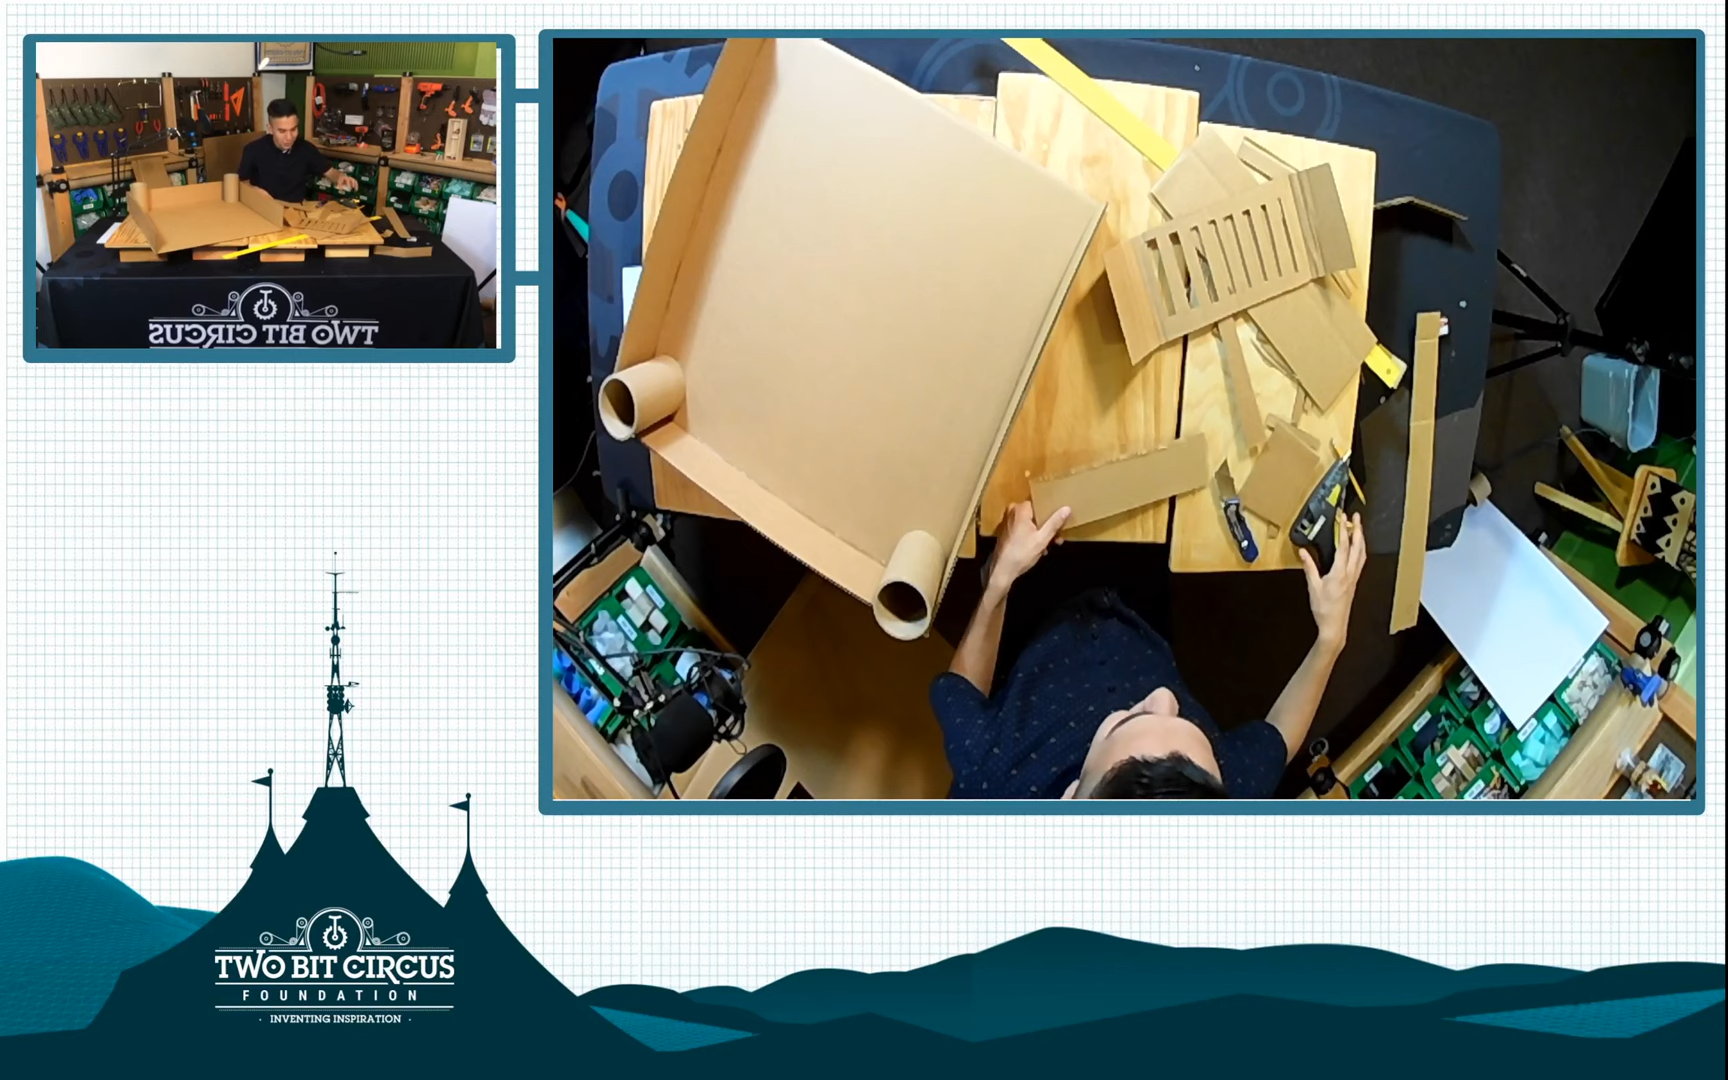 TWO BIT CIRCUS
TWO BIT CIRCUS
FOUNDATION
· INVENTING INSPIRATION ·